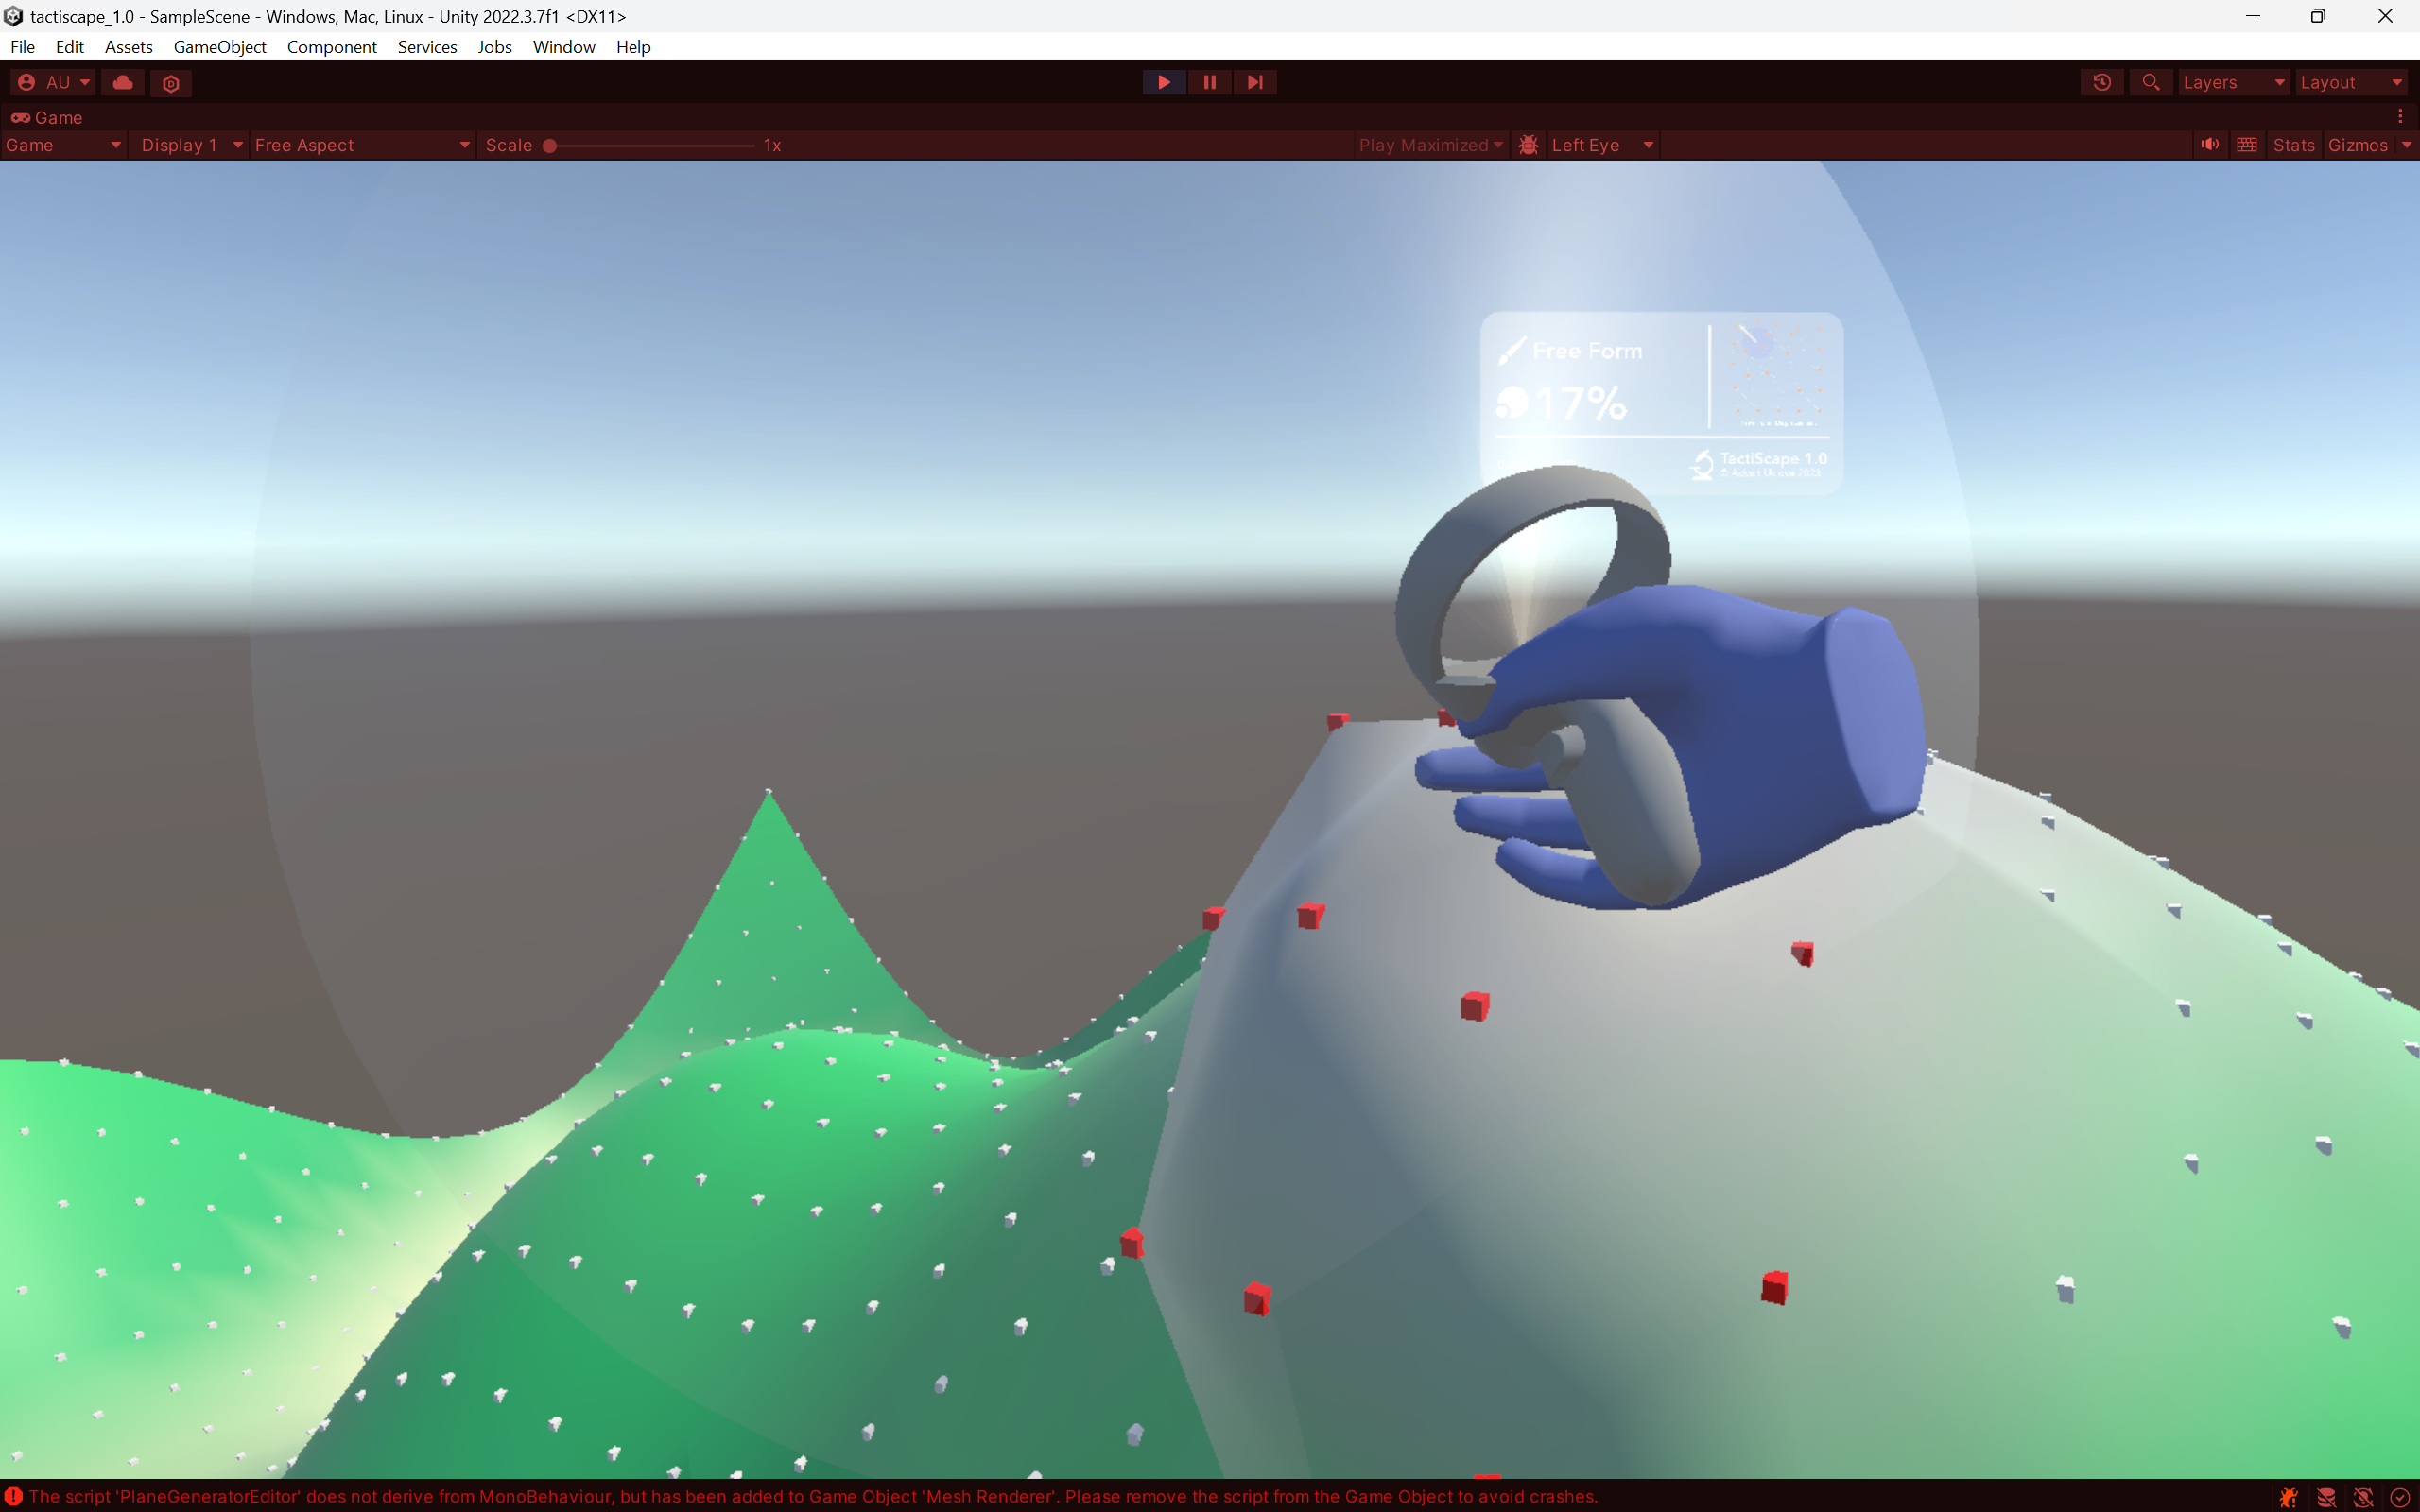 tactiscape_1.0 - SampleScene - Windows, Mac, Linux - Unity 2022.3.7f1 <DX11>
File Edit Assets GameObject Component Services Jobs Window Help
AU Layers Layout
Game
Game Display 1 Free Aspect Scale 1x Play Maximized Left Eye Stats Gizmos
Free Form
17%
TactiScape 1.0
The script 'PlaneGeneratorEditor' does not derive from MonoBehaviour, but has been added to Game Object 'Mesh Renderer'. Please remove the script from the Game Object to avoid crashes.